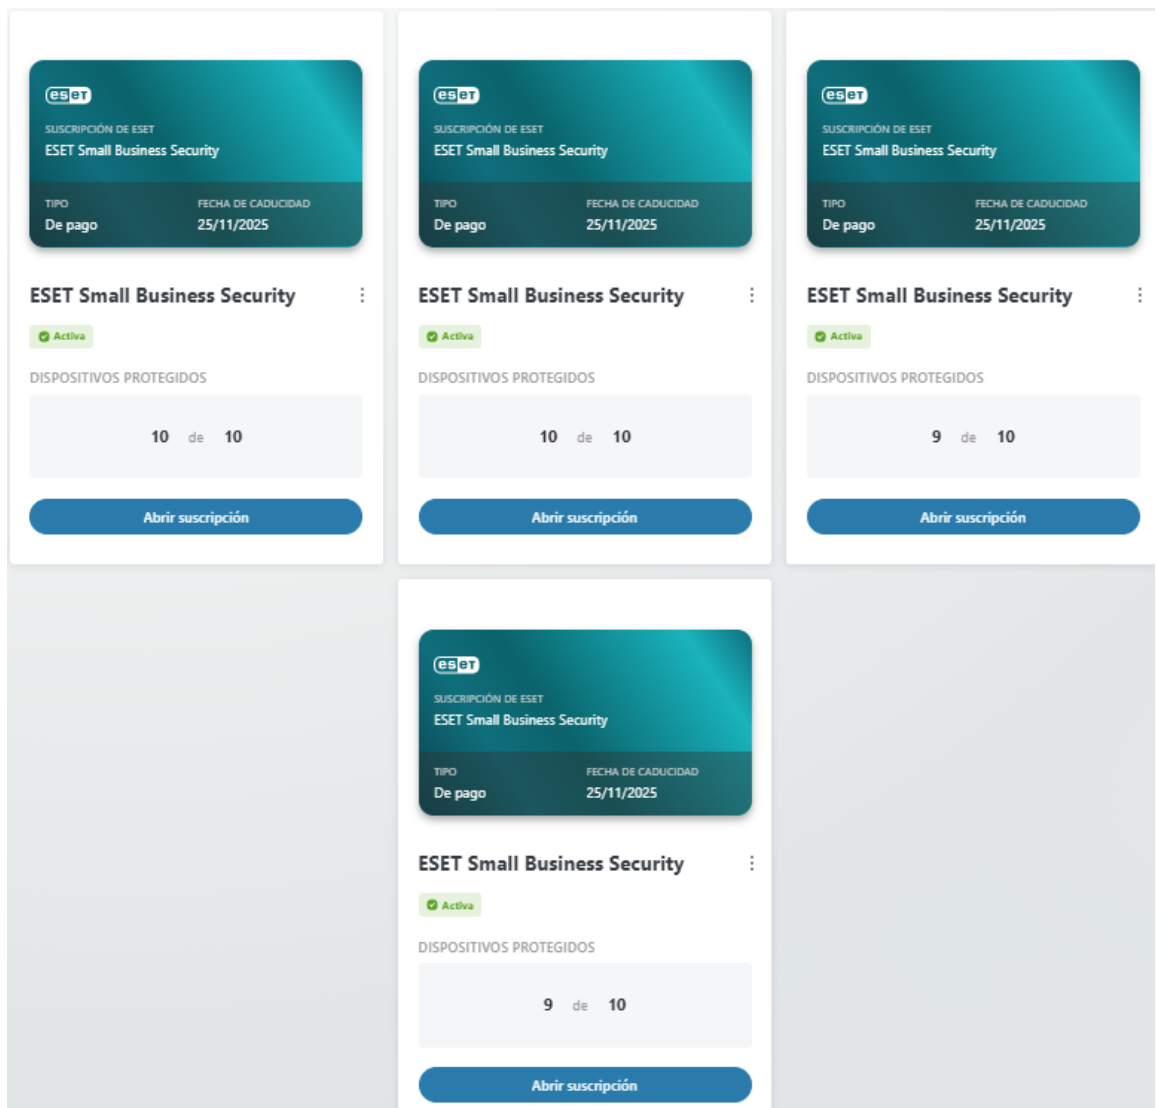 eset
SUSCRIPCIÓN DE ESET
ESET Small Business Security
TIPO
De pago
FECHA DE CADUCIDAD
25/11/2025
ESET Small Business Security
Activa
DISPOSITIVOS PROTEGIDOS
10 de 10
Abrir suscripción
eset
SUSCRIPCIÓN DE ESET
ESET Small Business Security
TIPO
De pago
FECHA DE CADUCIDAD
25/11/2025
ESET Small Business Security
Activa
DISPOSITIVOS PROTEGIDOS
10 de 10
Abrir suscripción
eset
SUSCRIPCIÓN DE ESET
ESET Small Business Security
TIPO
De pago
FECHA DE CADUCIDAD
25/11/2025
ESET Small Business Security
Activa
DISPOSITIVOS PROTEGIDOS
9 de 10
Abrir suscripción
eset
SUSCRIPCIÓN DE ESET
ESET Small Business Security
TIPO
De pago
FECHA DE CADUCIDAD
25/11/2025
ESET Small Business Security
Activa
DISPOSITIVOS PROTEGIDOS
9 de 10
Abrir suscripción